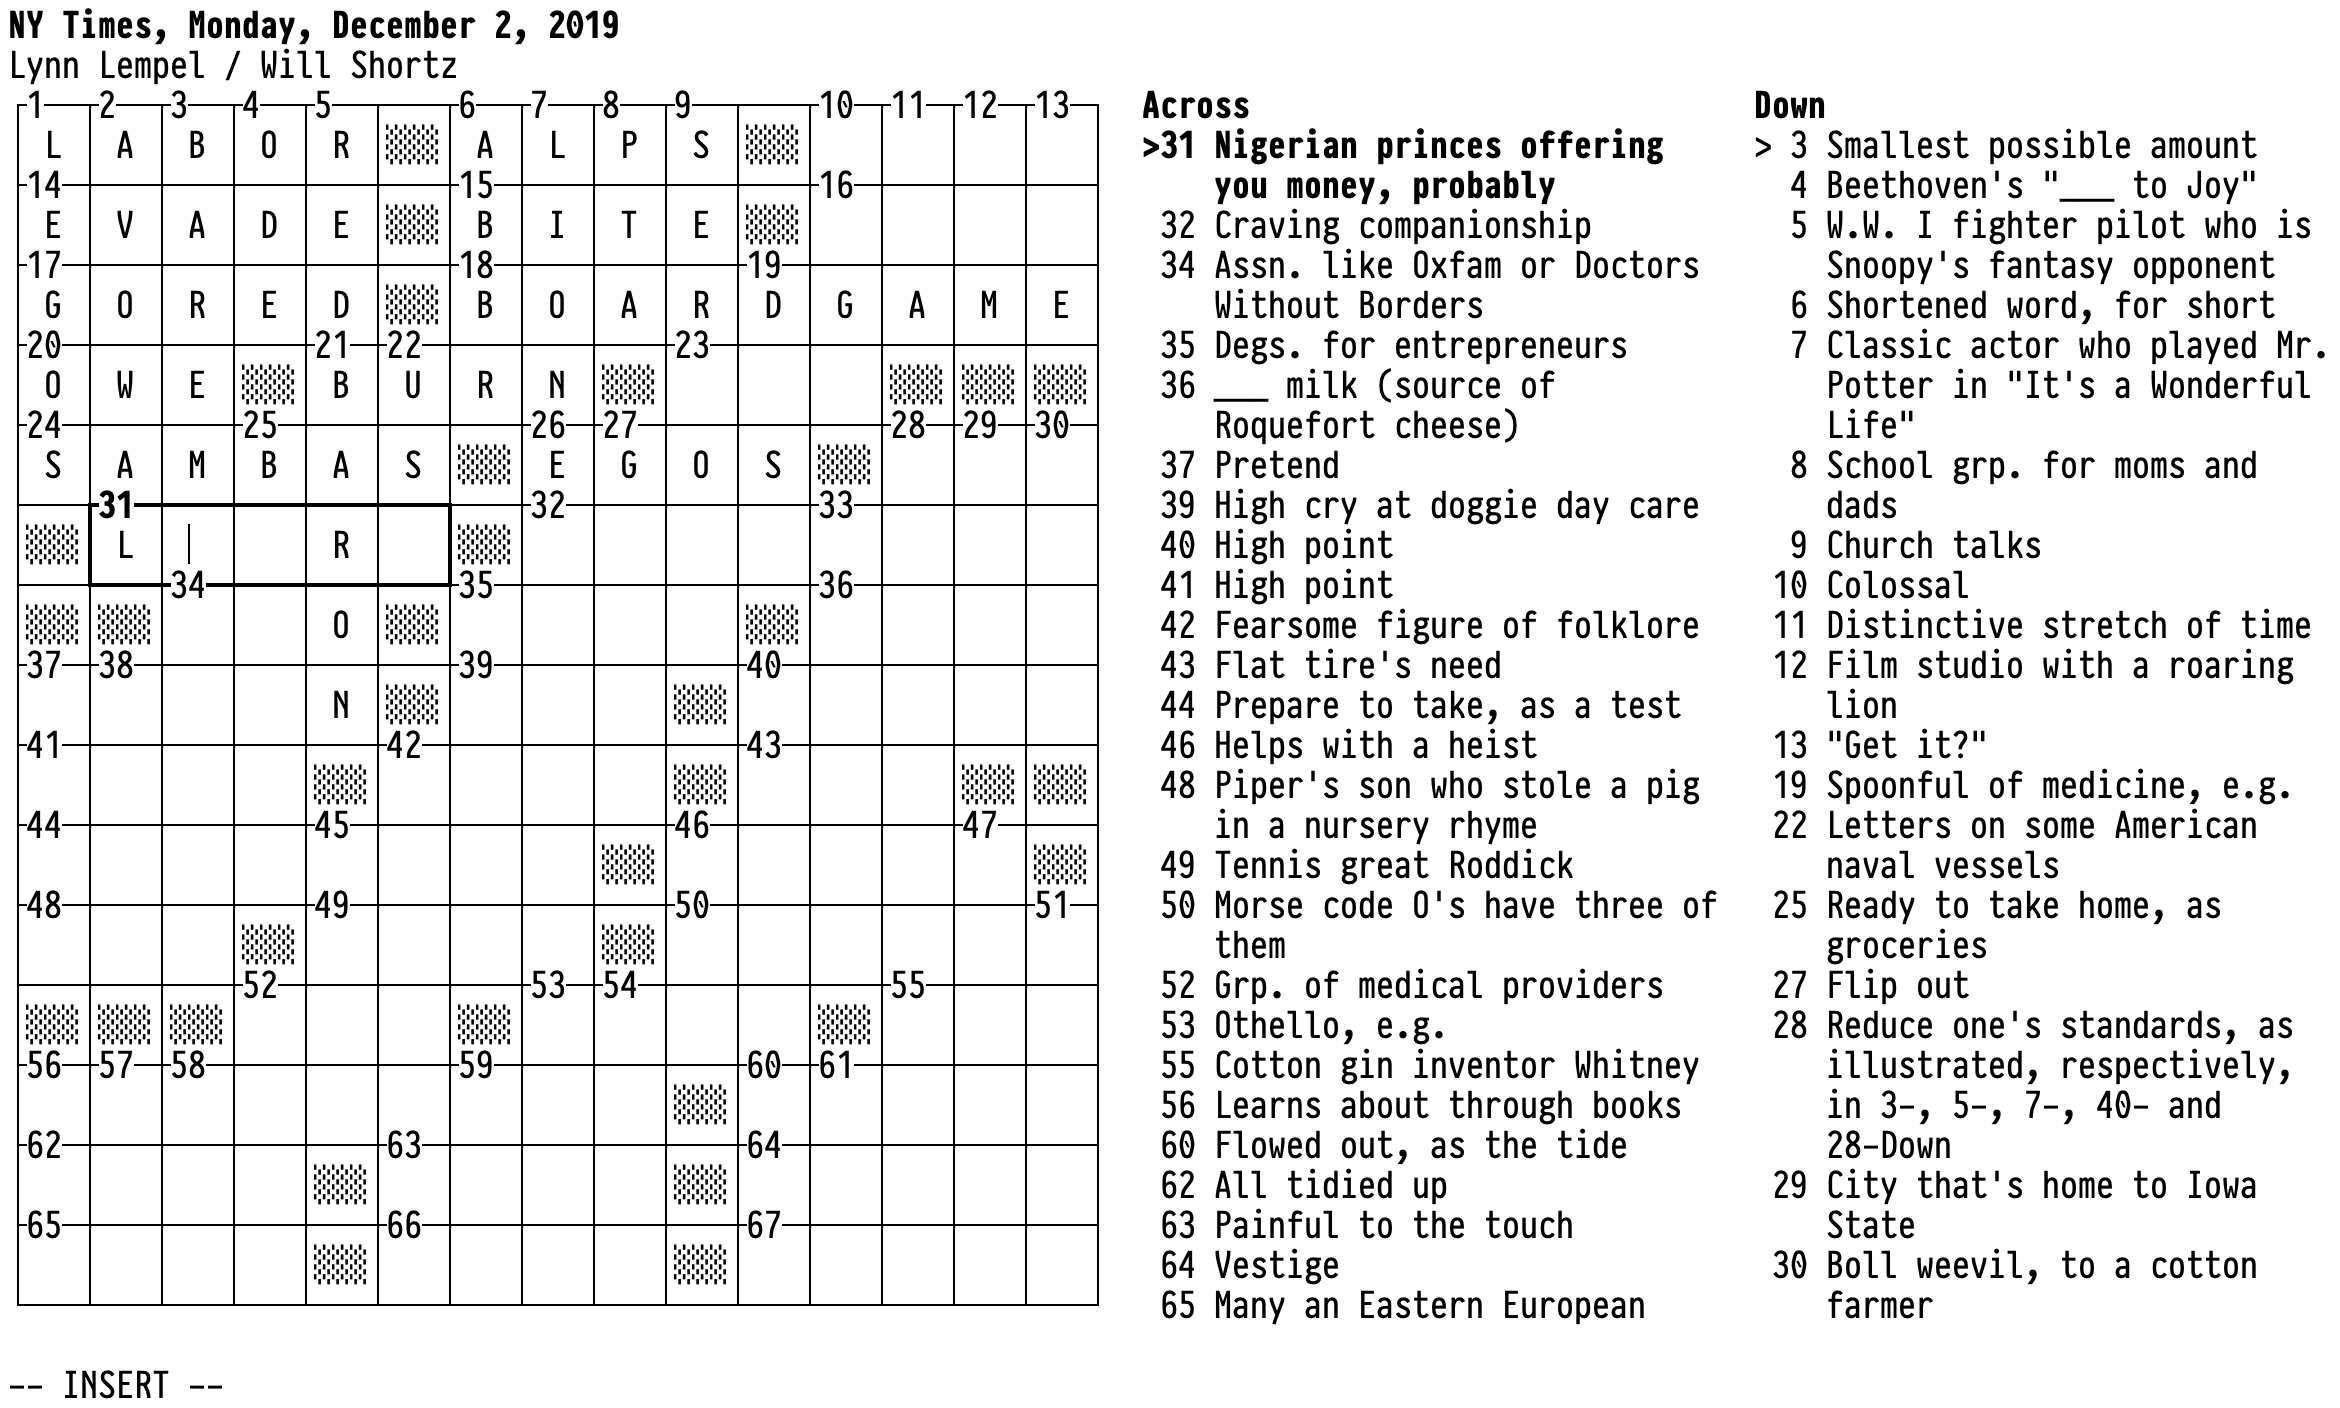 NY Times, Monday, December 2, 2019
Lynn Lempel / Will Shortz
1 2 3 4 5 6 7 8 9 10 11 12 13
L A B O R A L P S
14 15 16
E V A D E B I T E
17 18 19
G O R E D B O A R D G A M E
20 21 22 23
O W E B U R N
24 25 26 27 28 29 30
S A M B A S E G O S
31 32 33
L R
34 35 36
O
37 38 39 40
N
41 42 43
44 45 46 47
48 49 50 51
52 53 54 55
56 57 58 59 60 61
62 63 64
65 66 67
Across
>31 Nigerian princes offering
you money, probably
32 Craving companionship
34 Assn. like Oxfam or Doctors
Without Borders
35 Degs. for entrepreneurs
36 ___ milk (source of
Roquefort cheese)
37 Pretend
39 High cry at doggie day care
40 High point
41 High point
42 Fearsome figure of folklore
43 Flat tire's need
44 Prepare to take, as a test
46 Helps with a heist
48 Piper's son who stole a pig
in a nursery rhyme
49 Tennis great Roddick
50 Morse code O's have three of
them
52 Grp. of medical providers
53 Othello, e.g.
55 Cotton gin inventor Whitney
56 Learns about through books
60 Flowed out, as the tide
62 All tidied up
63 Painful to the touch
64 Vestige
65 Many an Eastern European
Down
> 3 Smallest possible amount
4 Beethoven's "___ to Joy"
5 W.W. I fighter pilot who is
Snoopy's fantasy opponent
6 Shortened word, for short
7 Classic actor who played Mr.
Potter in "It's a Wonderful
Life"
8 School grp. for moms and
dads
9 Church talks
10 Colossal
11 Distinctive stretch of time
12 Film studio with a roaring
lion
13 "Get it?"
19 Spoonful of medicine, e.g.
22 Letters on some American
naval vessels
25 Ready to take home, as
groceries
27 Flip out
28 Reduce one's standards, as
illustrated, respectively,
in 3-, 5-, 7-, 40- and
28-Down
29 City that's home to Iowa
State
30 Boll weevil, to a cotton
farmer
-- INSERT --